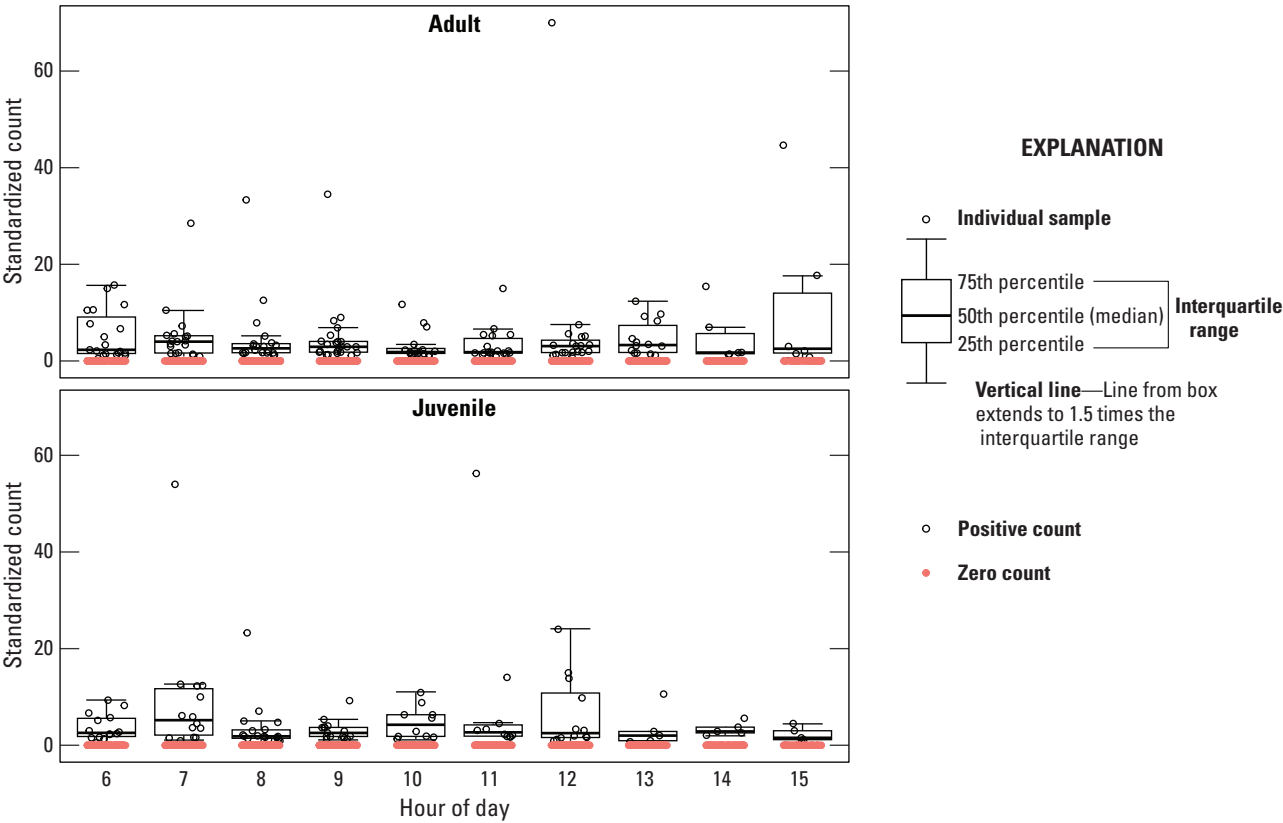 Adult
Standardized count
60
40
20
0
Juvenile
Standardized count
60
40
20
0
6 7 8 9 10 11 12 13 14 15
Hour of day
EXPLANATION
Individual sample
75th percentile
50th percentile (median)
25th percentile
Interquartile
range
Vertical line—Line from box
extends to 1.5 times the
interquartile range
Positive count
Zero count